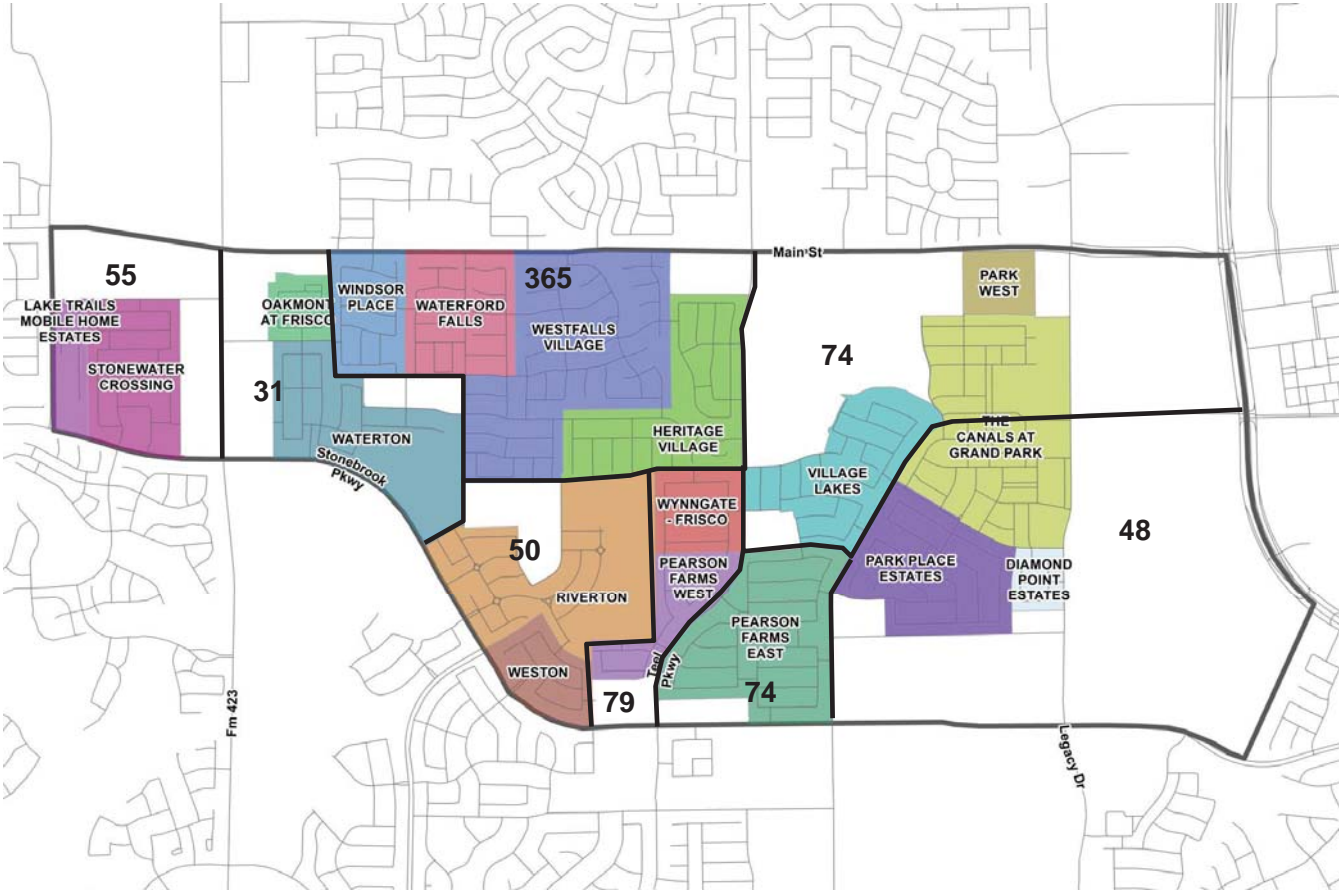 Main St
55
LAKE TRAILS
MOBILE HOME
ESTATES
STONEWATER
CROSSING
OAKMONT
AT FRISCO
31
WINDSOR
PLACE
WATERFORD
FALLS
365
WESTFALLS
VILLAGE
HERITAGE
VILLAGE
WATERTON
Stonebrook
Pkwy
74
PARK
WEST
THE
CANALS AT
GRAND PARK
VILLAGE
LAKES
WYNNGATE
- FRISCO
PEARSON
FARMS
WEST
50
RIVERTON
WESTON
79
Teel
Pkwy
PEARSON
FARMS
EAST
74
PARK PLACE
ESTATES
DIAMOND
POINT
ESTATES
48
Fm 423
Legacy Dr